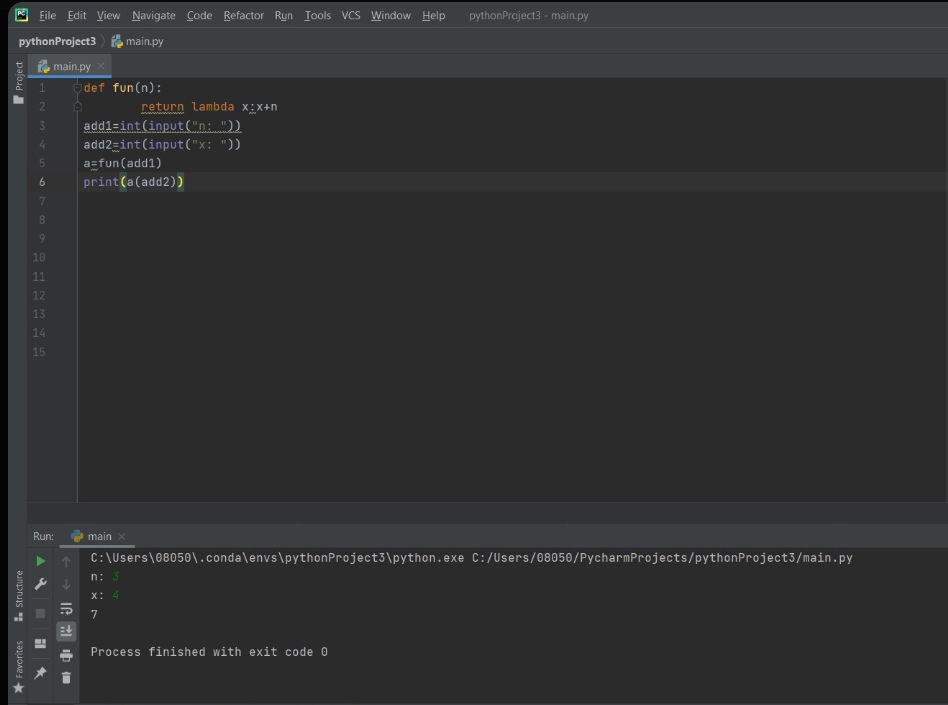 PC File Edit View Navigate Code Refactor Run Tools VCS Window Help pythonProject3 - main.py
pythonProject3 main.py
Project
main.py
1 def fun(n):
2 return lambda x:x+n
3 add1=int(input("n: "))
4 add2=int(input("x: "))
5 a=fun(add1)
6 print(a(add2))
7
8
9
10
11
12
13
14
15
Run: main
C:\Users\08050\.conda\envs\pythonProject3\python.exe C:/Users/08050/PycharmProjects/pythonProject3/main.py
n: 3
x: 4
7
Process finished with exit code 0
Structure
Favorites